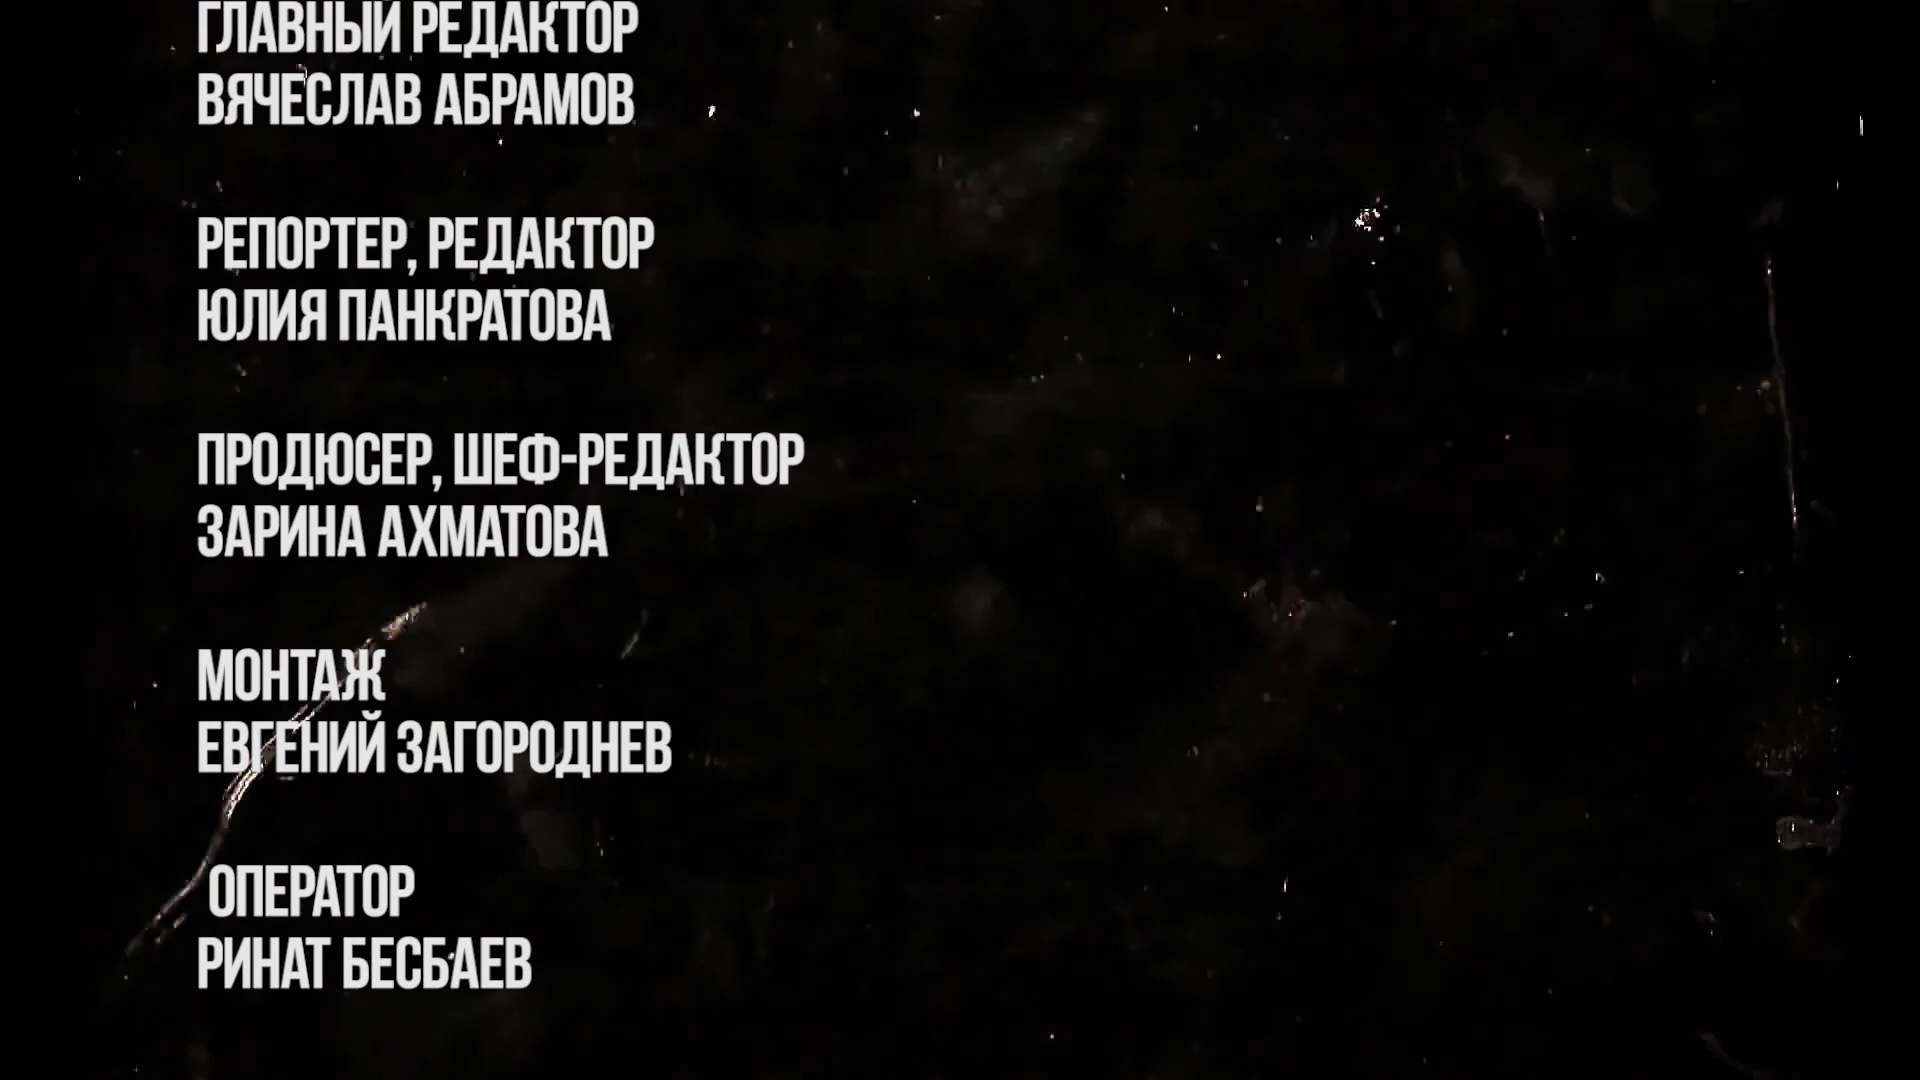 ГЛАВНЫЙ РЕДАКТОР
ВЯЧЕСЛАВ АБРАМОВ
РЕПОРТЕР, РЕДАКТОР
ЮЛИЯ ПАНКРАТОВА
ПРОДЮСЕР, ШЕФ-РЕДАКТОР
ЗАРИНА АХМАТОВА
МОНТАЖ
ЕВГЕНИЙ ЗАГОРОДНЕВ
ОПЕРАТОР
РИНАТ БЕСБАЕВ